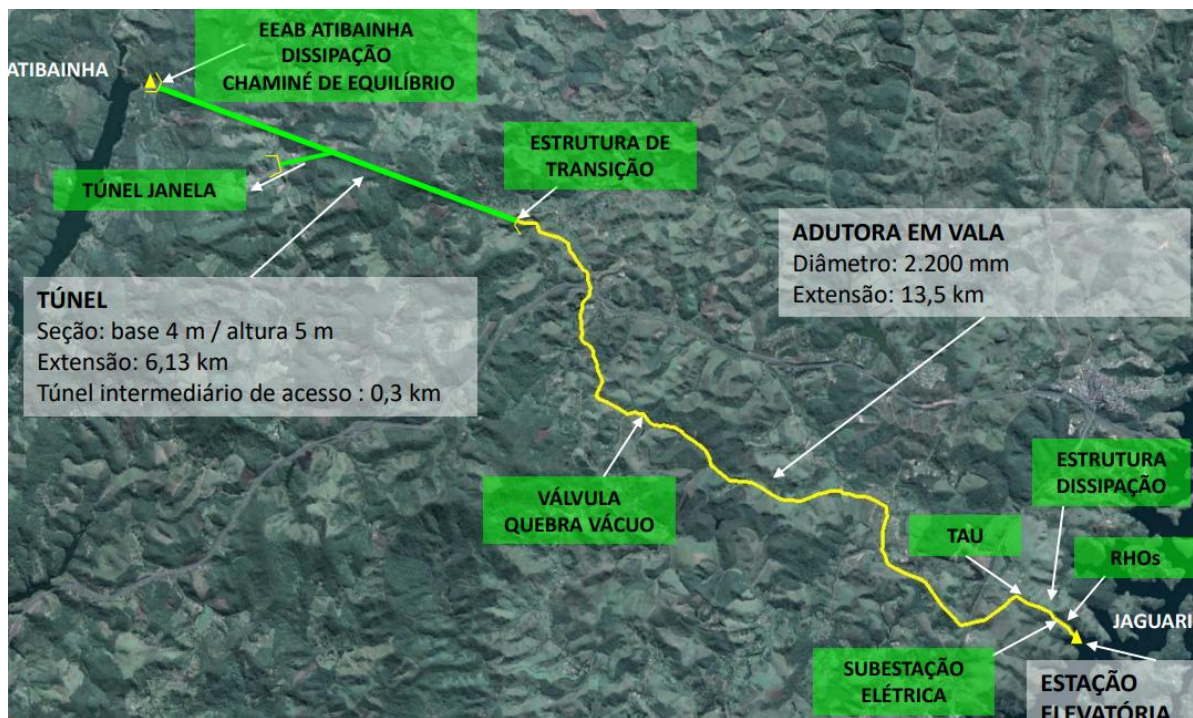 EEAB ATIBAINHA
DISSIPAÇÃO
CHAMINÉ DE EQUILÍBRIO
ATIBAINHA
ESTRUTURA DE
TRANSIÇÃO
TÚNEL JANELA
ADUTORA EM VALA
Diâmetro: 2.200 mm
Extensão: 13,5 km
TÚNEL
Seção: base 4 m / altura 5 m
Extensão: 6,13 km
Túnel intermediário de acesso : 0,3 km
VÁLVULA
QUEBRA VÁCUO
ESTRUTURA
DISSIPAÇÃO
TAU
RHOs
JAGUARI
SUBESTAÇÃO
ELÉTRICA
ESTAÇÃO
ELEVATÓRIA